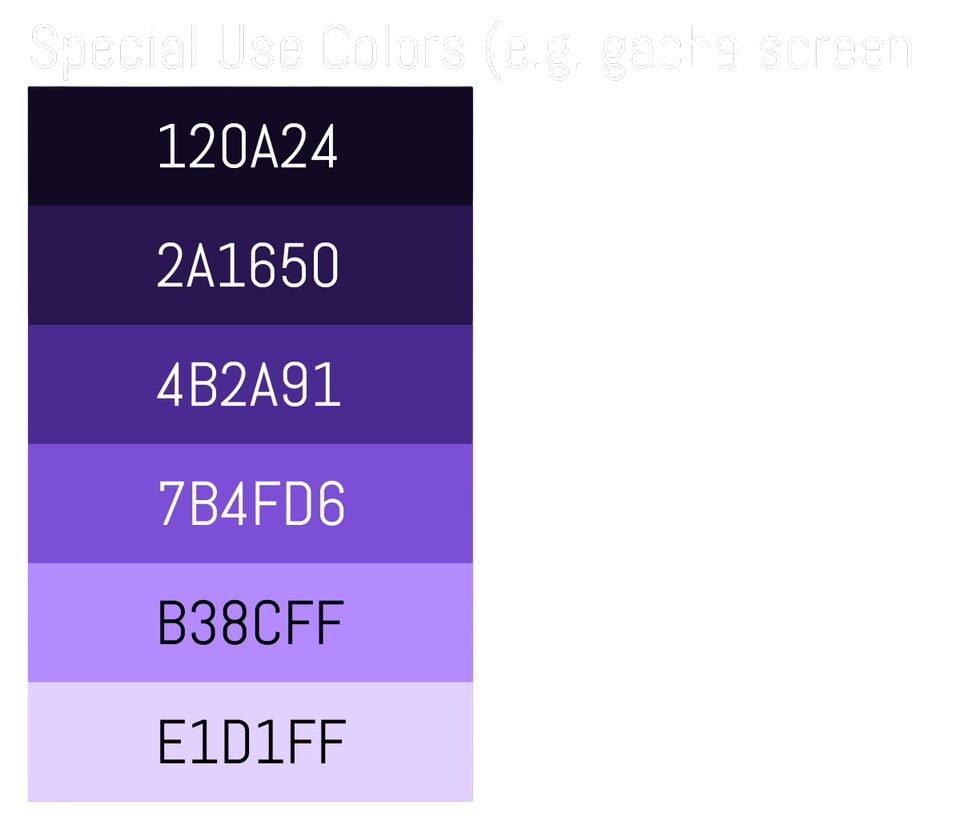 Special Use Colors (e.g. gacha screen
120A24
2A1650
4B2A91
7B4FD6
B38CFF
E1D1FF